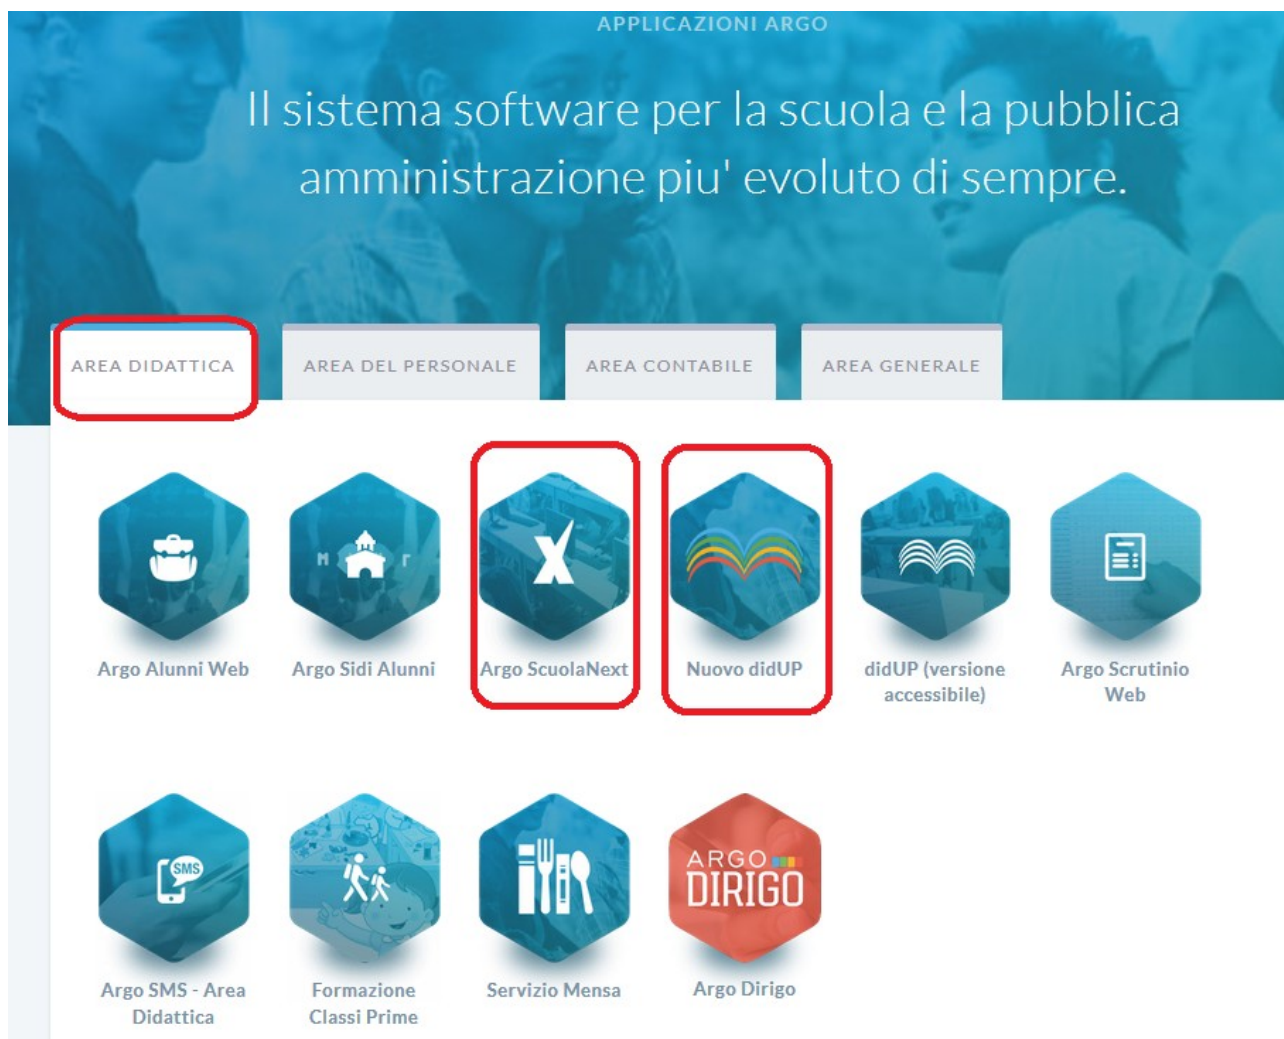 APPLICAZIONI ARGO
Il sistema software per la scuola e la pubblica
amministrazione piu' evoluto di sempre.
AREA DIDATTICA
AREA DEL PERSONALE
AREA CONTABILE
AREA GENERALE
Argo Alunni Web
Argo Sidi Alunni
Argo ScuolaNext
Nuovo didUP
didUP (versione
accessibile)
Argo Scrutinio
Web
SMS
ARGO
DIRIGO
Argo SMS - Area
Didattica
Formazione
Classi Prime
Servizio Mensa
Argo Dirigo